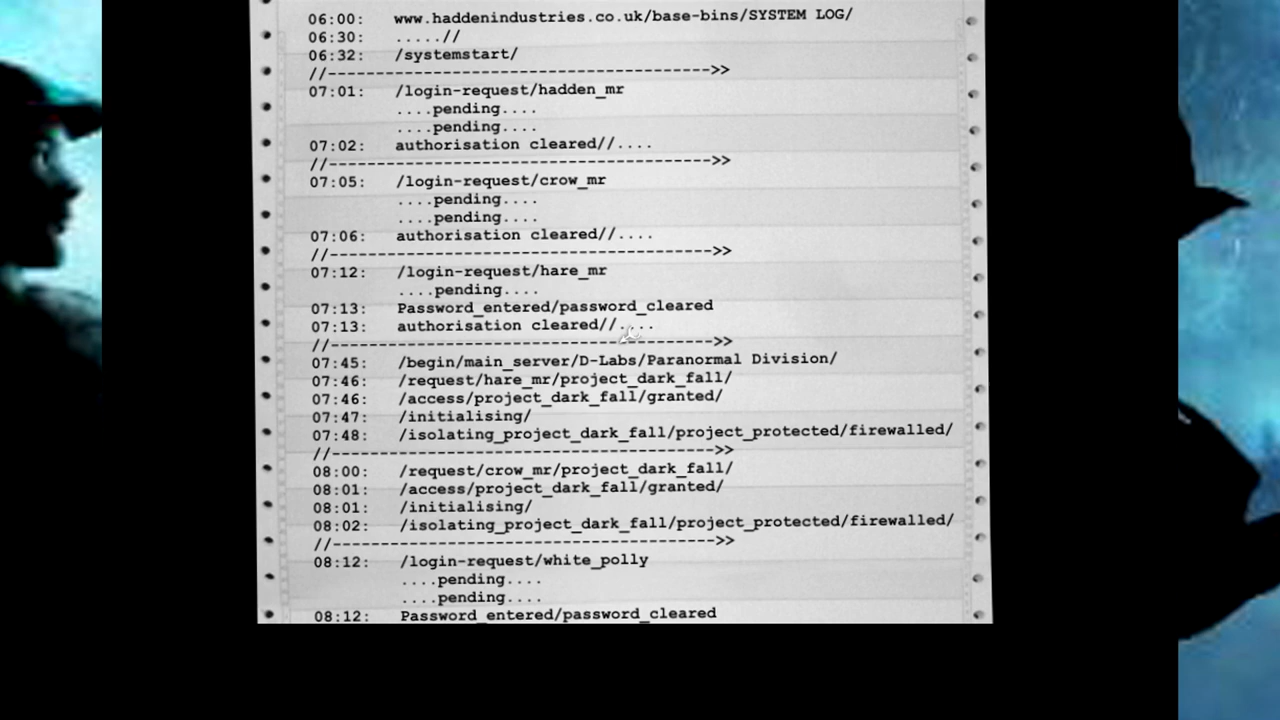 06:00: www.haddenindustries.co.uk/base-bins/SYSTEM LOG/
06:30: .....//
06:32: /systemstart/
//---------------------------------------->>
07:01: /login-request/hadden_mr
....pending....
....pending....
07:02: authorisation cleared//....
//---------------------------------------->>
07:05: /login-request/crow_mr
....pending....
....pending....
07:06: authorisation cleared//....
//---------------------------------------->>
07:12: /login-request/hare_mr
....pending....
07:13: Password_entered/password_cleared
07:13: authorisation cleared//....
//---------------------------------------->>
07:45: /begin/main_server/D-Labs/Paranormal Division/
07:46: /request/hare_mr/project_dark_fall/
07:46: /access/project_dark_fall/granted/
07:47: /initialising/
07:48: /isolating_project_dark_fall/project_protected/firewalled/
//---------------------------------------->>
08:00: /request/crow_mr/project_dark_fall/
08:01: /access/project_dark_fall/granted/
08:01: /initialising/
08:02: /isolating_project_dark_fall/project_protected/firewalled/
//---------------------------------------->>
08:12: /login-request/white_polly
....pending....
....pending....
08:12: Password_entered/password_cleared